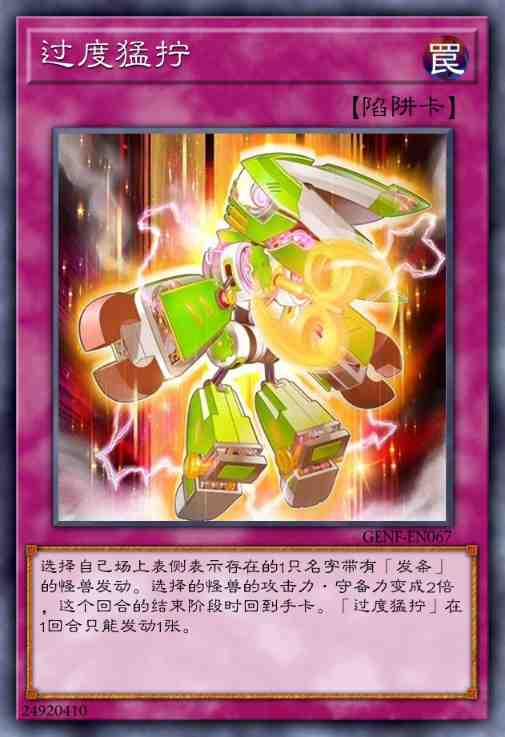 过度猛拧
罠
【陷阱卡】
GENF-EN067
选择自己场上表侧表示存在的1只名字带有「发条」
的怪兽发动。选择的怪兽的攻击力·守备力变成2倍
，这个回合的结束阶段时回到手卡。「过度猛拧」在
1回合只能发动1张。
24920410